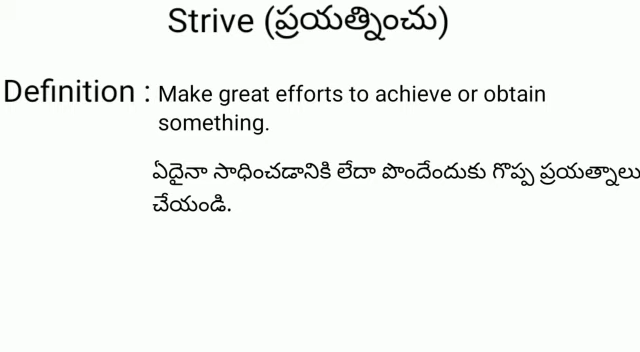 Strive (ప్రయత్నించు)
Definition : Make great efforts to achieve or obtain
something.
ఏదైనా సాధించడానికి లేదా పొందేందుకు గొప్ప ప్రయత్నాలు
చేయండి.